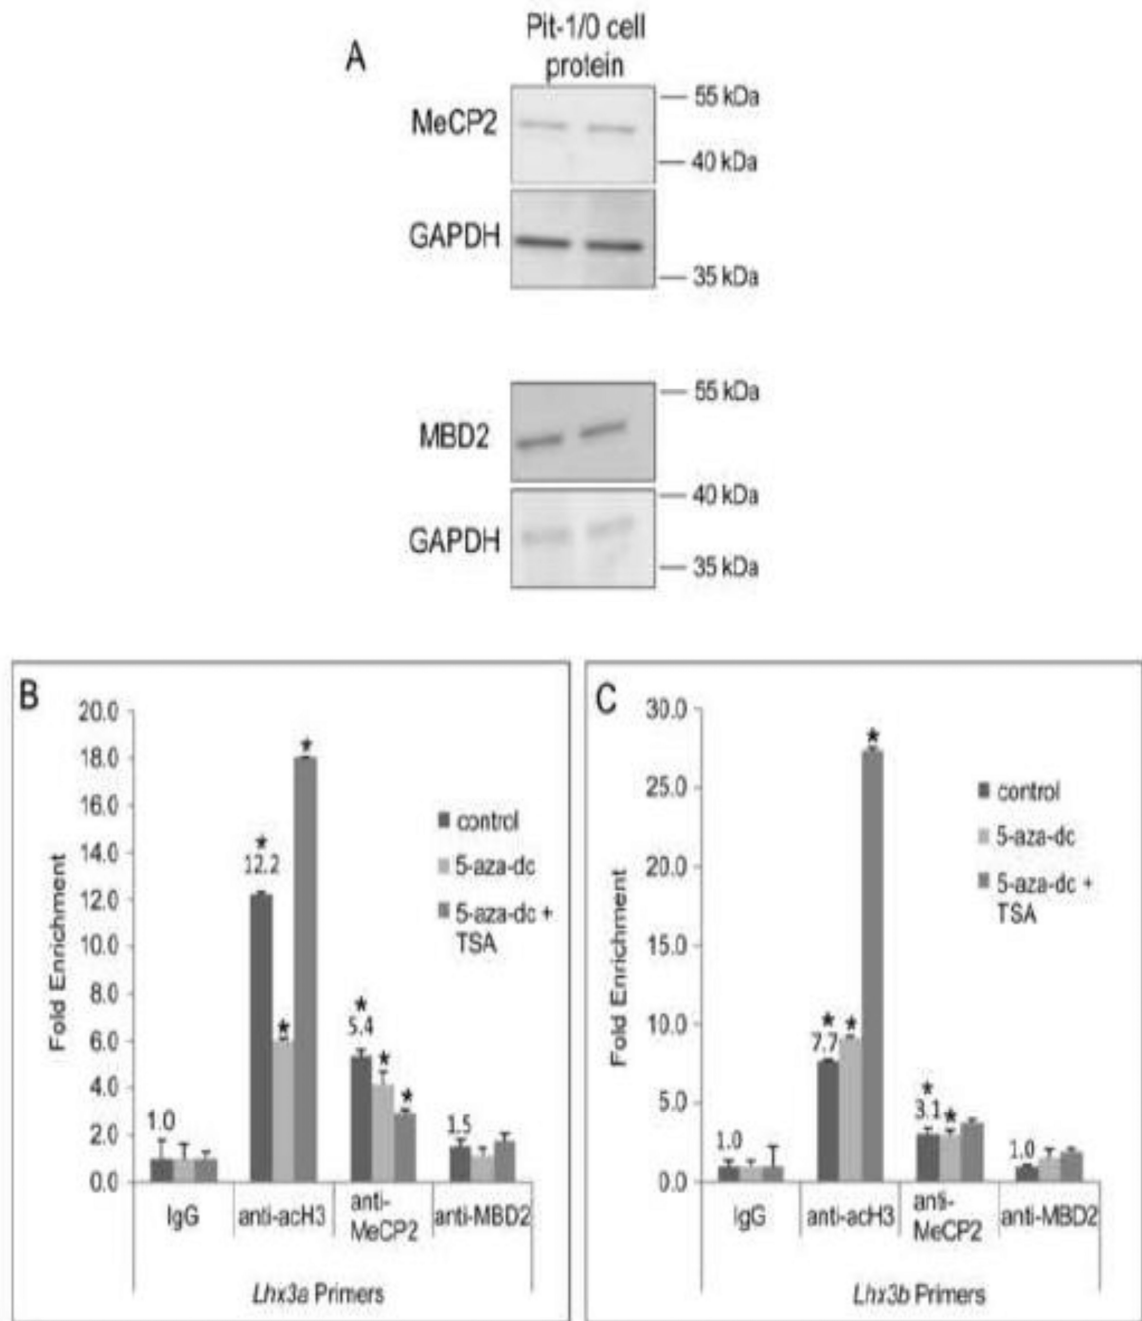 A
Pit-1/0 cell
protein
MeCP2
55 kDa
40 kDa
GAPDH
35 kDa
MBD2
55 kDa
40 kDa
GAPDH
35 kDa
B
Fold Enrichment
20.0
18.0
16.0
14.0
12.0
10.0
8.0
6.0
4.0
2.0
0.0
*
*
12.2
*
*
5.4
*
*
1.0
1.5
control
5-aza-dc
5-aza-dc +
TSA
IgG
anti-acH3
anti-
MeCP2
anti-MBD2
Lhx3a Primers
C
Fold Enrichment
30.0
25.0
20.0
15.0
10.0
5.0
0.0
*
* *
7.7
*
3.1 *
1.0
1.0
control
5-aza-dc
5-aza-dc +
TSA
IgG
anti-acH3
anti-
MeCP2
anti-MBD2
Lhx3b Primers